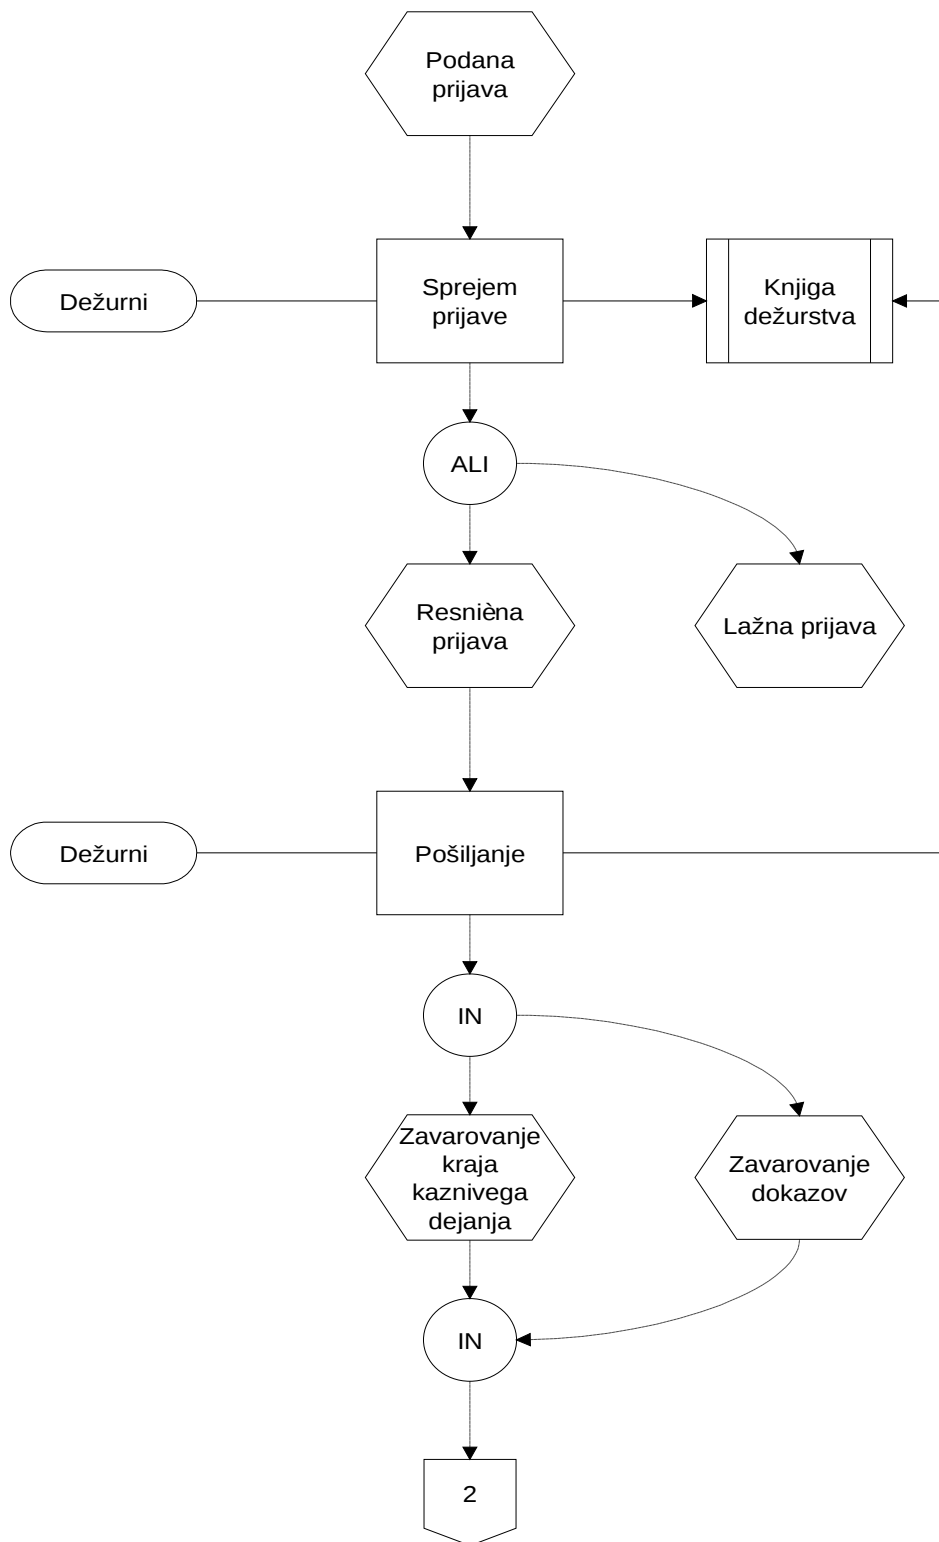 Podana
prijava
Dežurni
Sprejem
prijave
Knjiga
dežurstva
ALI
Resnièna
prijava
Lažna prijava
Dežurni
Pošiljanje
IN
Zavarovanje
kraja
kaznivega
dejanja
Zavarovanje
dokazov
IN
2